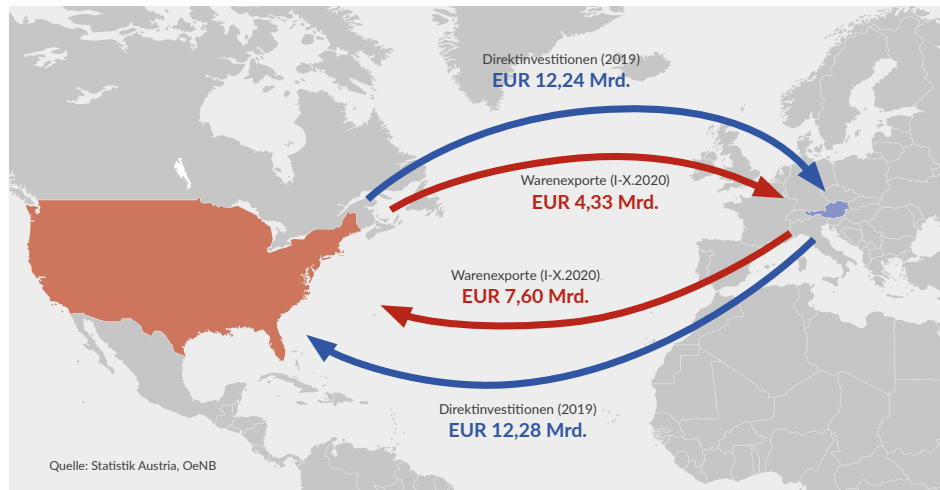 Direktinvestitionen (2019)
EUR 12,24 Mrd.
Warenexporte (I-X.2020)
EUR 4,33 Mrd.
Warenexporte (I-X.2020)
EUR 7,60 Mrd.
Direktinvestitionen (2019)
EUR 12,28 Mrd.
Quelle: Statistik Austria, OeNB